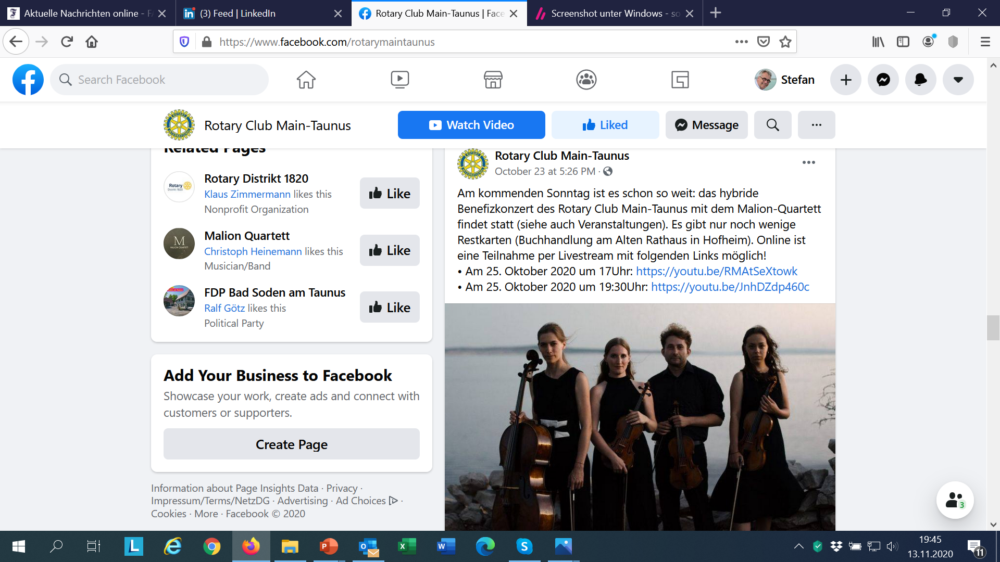 Aktuelle Nachrichten online - FA
(3) Feed | LinkedIn
Rotary Club Main-Taunus | Face
Screenshot unter Windows - so
https://www.facebook.com/rotarymaintaunus
Search Facebook
Stefan
Rotary Club Main-Taunus
Watch Video
Liked
Message
Related Pages
Rotary Distrikt 1820
Klaus Zimmermann likes this
Nonprofit Organization
Like
Malion Quartett
Christoph Heinemann likes this
Musician/Band
Like
FDP Bad Soden am Taunus
Ralf Götz likes this
Political Party
Like
Add Your Business to Facebook
Showcase your work, create ads and connect with
customers or supporters.
Create Page
Information about Page Insights Data · Privacy ·
Impressum/Terms/NetzDG · Advertising · Ad Choices ·
Cookies · More · Facebook © 2020
Rotary Club Main-Taunus
October 23 at 5:26 PM ·
Am kommenden Sonntag ist es schon so weit: das hybride
Benefizkonzert des Rotary Club Main-Taunus mit dem Malion-Quartett
findet statt (siehe auch Veranstaltungen). Es gibt nur noch wenige
Restkarten (Buchhandlung am Alten Rathaus in Hofheim). Online ist
eine Teilnahme per Livestream mit folgenden Links möglich!
• Am 25. Oktober 2020 um 17Uhr: https://youtu.be/RMAtSeXtowk
• Am 25. Oktober 2020 um 19:30Uhr: https://youtu.be/JnhDZdp460c
3
19:45
13.11.2020
11